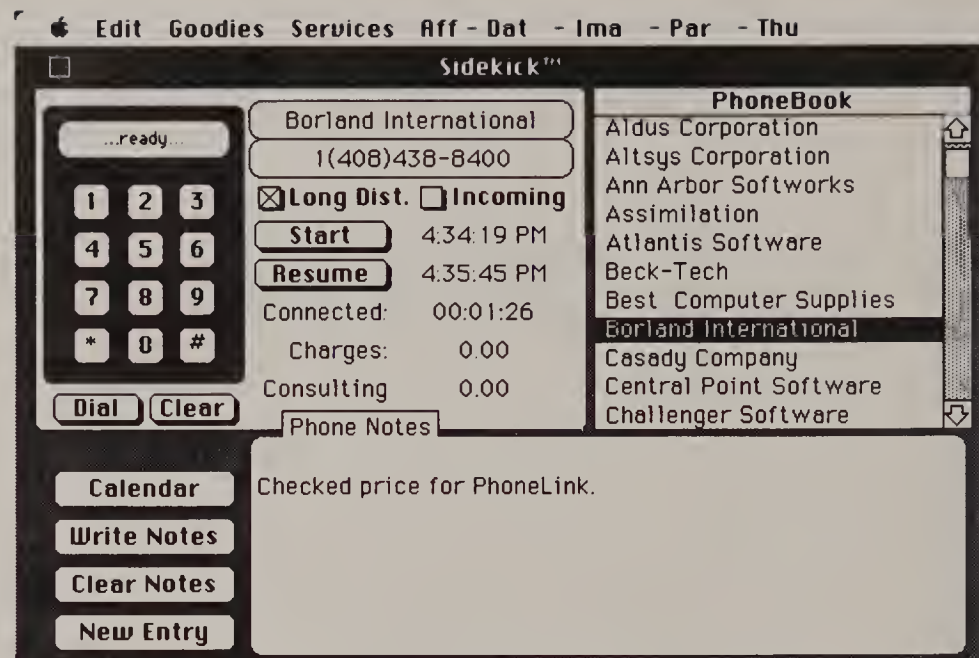 Edit Goodies Services Aff - Dat - Ima - Par - Thu
Sidekick™
...ready...
1 2 3
4 5 6
7 8 9
* 0 #
Dial Clear
Borland International
1(408)438-8400
Long Dist. Incoming
Start 4:34:19 PM
Resume 4:35:45 PM
Connected: 00:01:26
Charges: 0.00
Consulting 0.00
PhoneBook
Aldus Corporation
Altsys Corporation
Ann Arbor Softworks
Assimilation
Atlantis Software
Beck-Tech
Best Computer Supplies
Borland International
Casady Company
Central Point Software
Challenger Software
Phone Notes
Checked price for PhoneLink.
Calendar
Write Notes
Clear Notes
New Entry